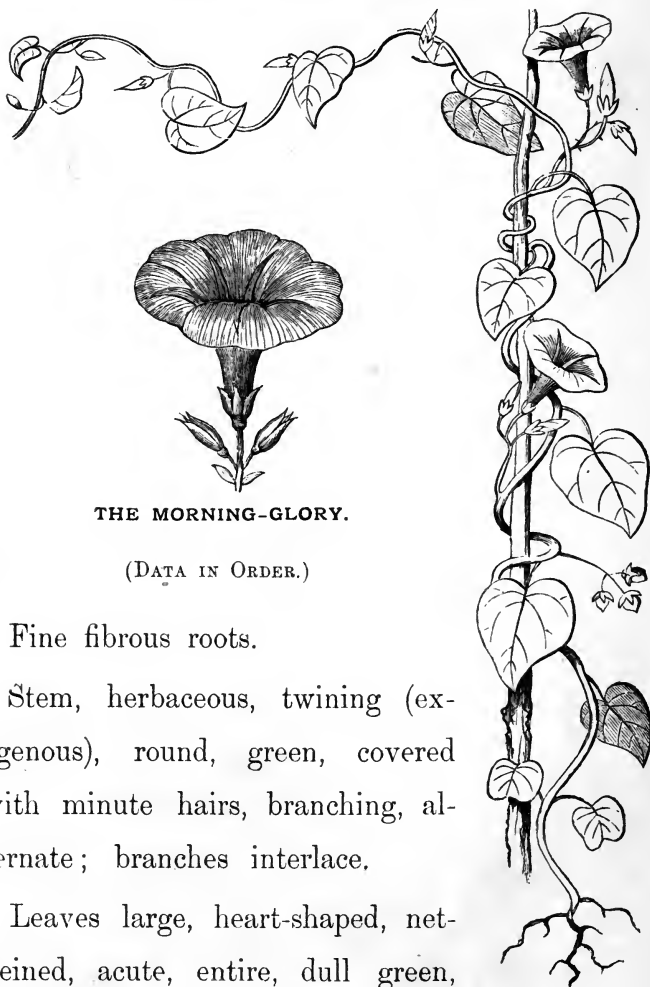 THE MORNING-GLORY.
(DATA IN ORDER.)
Fine fibrous roots.
Stem, herbaceous, twining (ex-
genous), round, green, covered
ith minute hairs, branching, al-
ernate; branches interlace.
Leaves large, heart-shaped, net-
eined, acute, entire, dull green,